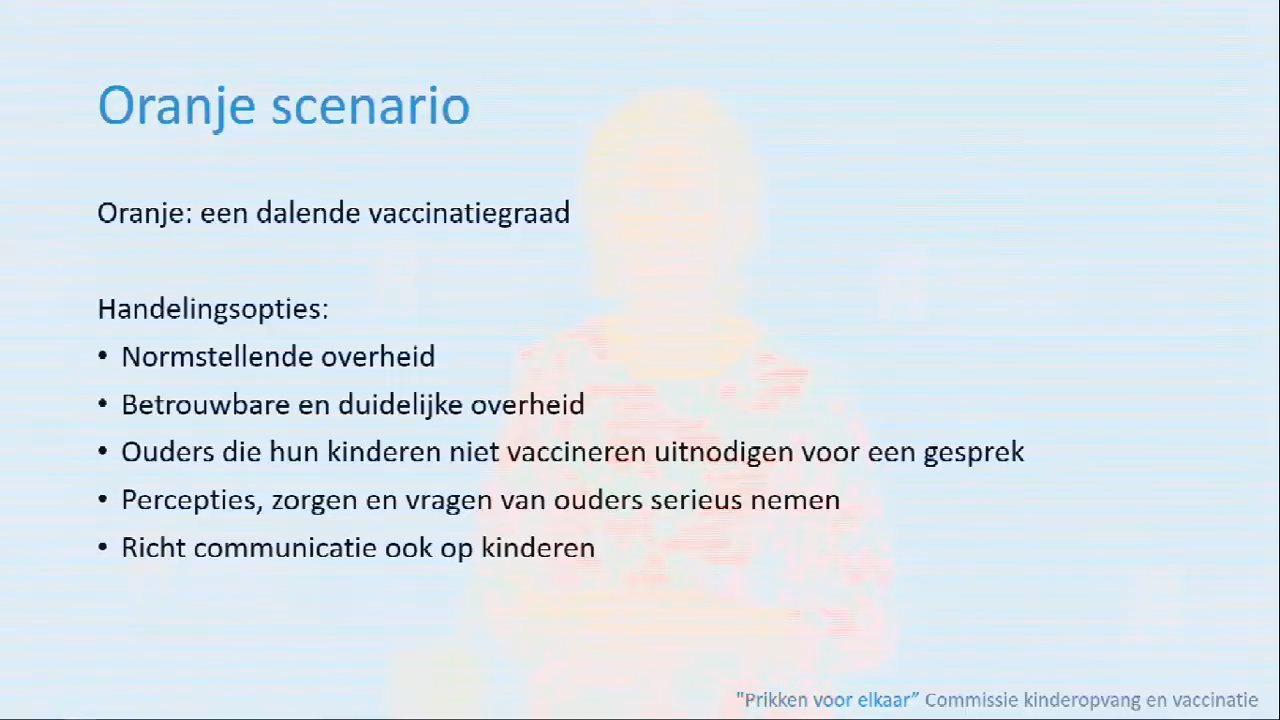 Oranje scenario
Oranje: een dalende vaccinatiegraad
Handelingsopties:
• Normstellende overheid
• Betrouwbare en duidelijke overheid
• Ouders die hun kinderen niet vaccineren uitnodigen voor een gesprek
• Percepties, zorgen en vragen van ouders serieus nemen
• Richt communicatie ook op kinderen
"Prikken voor elkaar” Commissie kinderopvang en vaccinatie